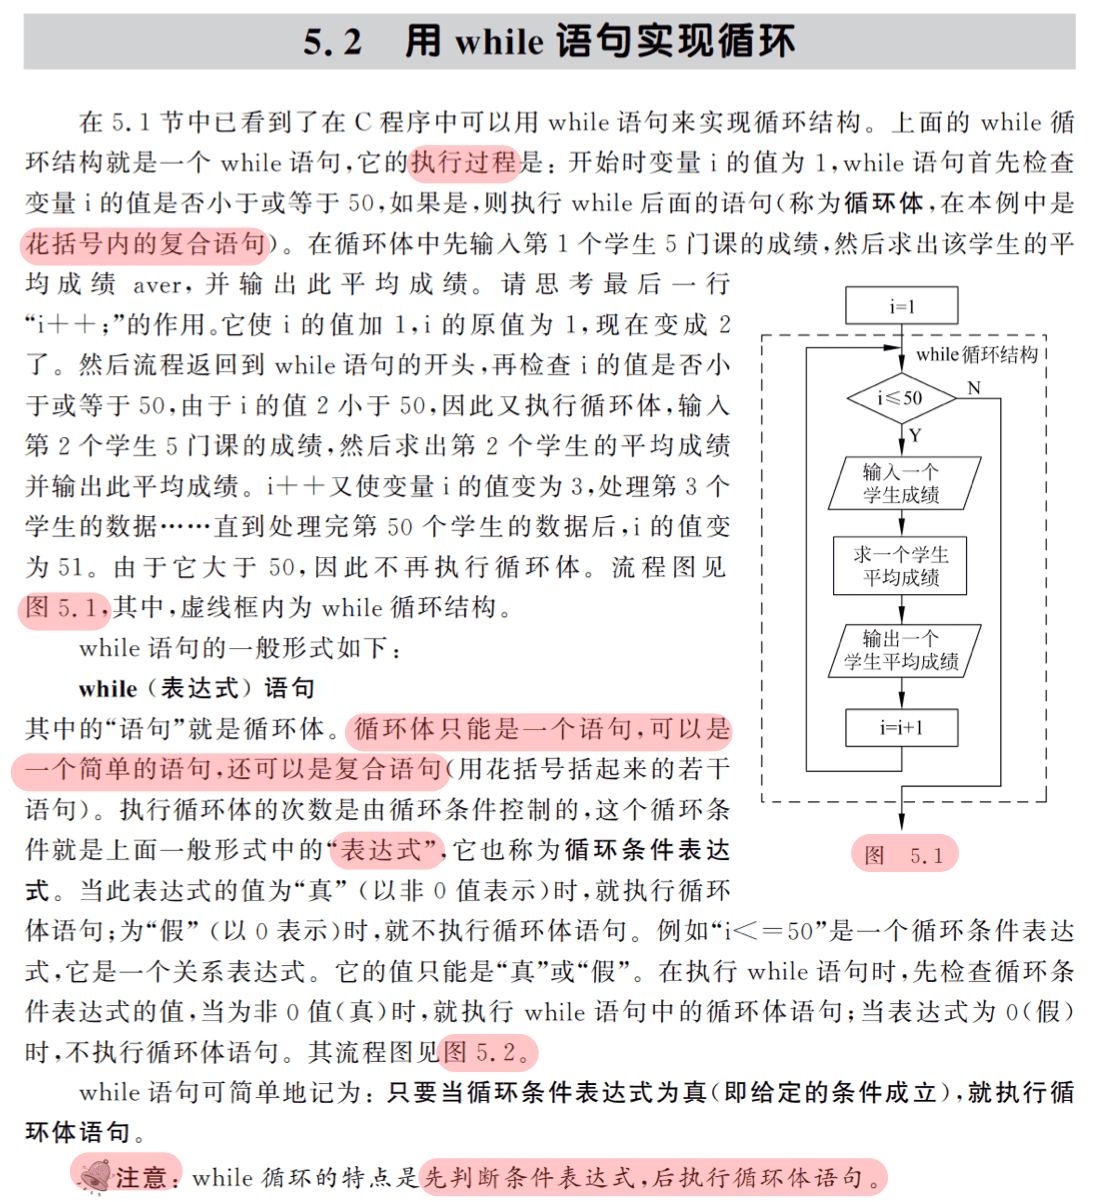 5.2 用 while 语句实现循环
在 5.1 节中已看到了在 C 程序中可以用 while 语句来实现循环结构。上面的 while 循
环结构就是一个 while 语句,它的执行过程是：开始时变量 i 的值为 1,while 语句首先检查
变量 i 的值是否小于或等于 50,如果是,则执行 while 后面的语句(称为循环体,在本例中是
花括号内的复合语句)。在循环体中先输入第 1 个学生 5 门课的成绩,然后求出该学生的平
均成绩 aver,并输出此平均成绩。请思考最后一行
“i++;”的作用。它使 i 的值加 1,i 的原值为 1,现在变成 2
了。然后流程返回到 while 语句的开头,再检查 i 的值是否小
于或等于 50,由于 i 的值 2 小于 50,因此又执行循环体,输入
第 2 个学生 5 门课的成绩,然后求出第 2 个学生的平均成绩
并输出此平均成绩。i++又使变量 i 的值变为 3,处理第 3 个
学生的数据……直到处理完第 50 个学生的数据后,i 的值变
为 51。由于它大于 50,因此不再执行循环体。流程图见
图 5.1,其中,虚线框内为 while 循环结构。
while 语句的一般形式如下：
while (表达式) 语句
其中的“语句”就是循环体。循环体只能是一个语句,可以是
一个简单的语句,还可以是复合语句(用花括号括起来的若干
语句)。执行循环体的次数是由循环条件控制的,这个循环条
件就是上面一般形式中的“表达式”,它也称为循环条件表达
式。当此表达式的值为“真”(以非 0 值表示)时,就执行循环
i=1
while循环结构
i≤50
N
Y
输入一个
学生成绩
求一个学生
平均成绩
输出一个
学生平均成绩
i=i+1
图 5.1
体语句;为“假”(以 0 表示)时,就不执行循环体语句。例如“i<=50”是一个循环条件表达
式,它是一个关系表达式。它的值只能是“真”或“假”。在执行 while 语句时,先检查循环条
件表达式的值,当为非 0 值(真)时,就执行 while 语句中的循环体语句;当表达式为 0(假)
时,不执行循环体语句。其流程图见图 5.2。
while 语句可简单地记为：只要当循环条件表达式为真(即给定的条件成立),就执行循
环体语句。
注意：while 循环的特点是先判断条件表达式,后执行循环体语句。